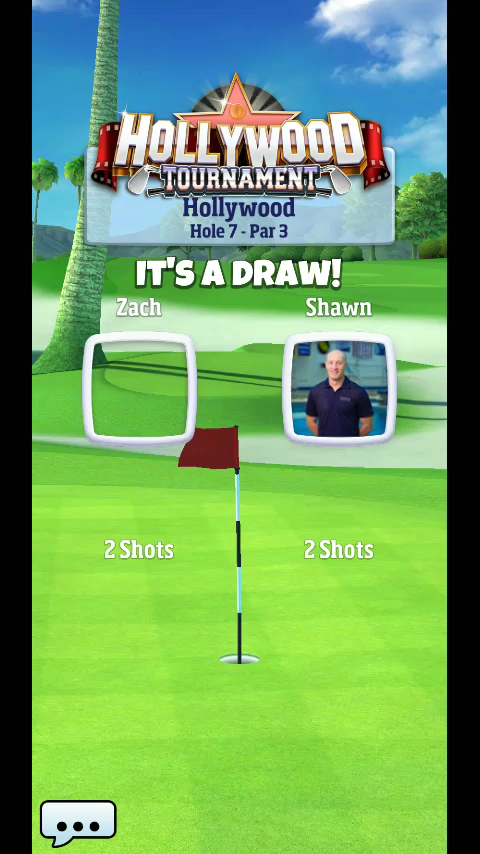 HOLLYWOOD
TOURNAMENT
Hollywood
Hole 7 - Par 3
IT'S A DRAW!
Zach Shawn
2 Shots 2 Shots